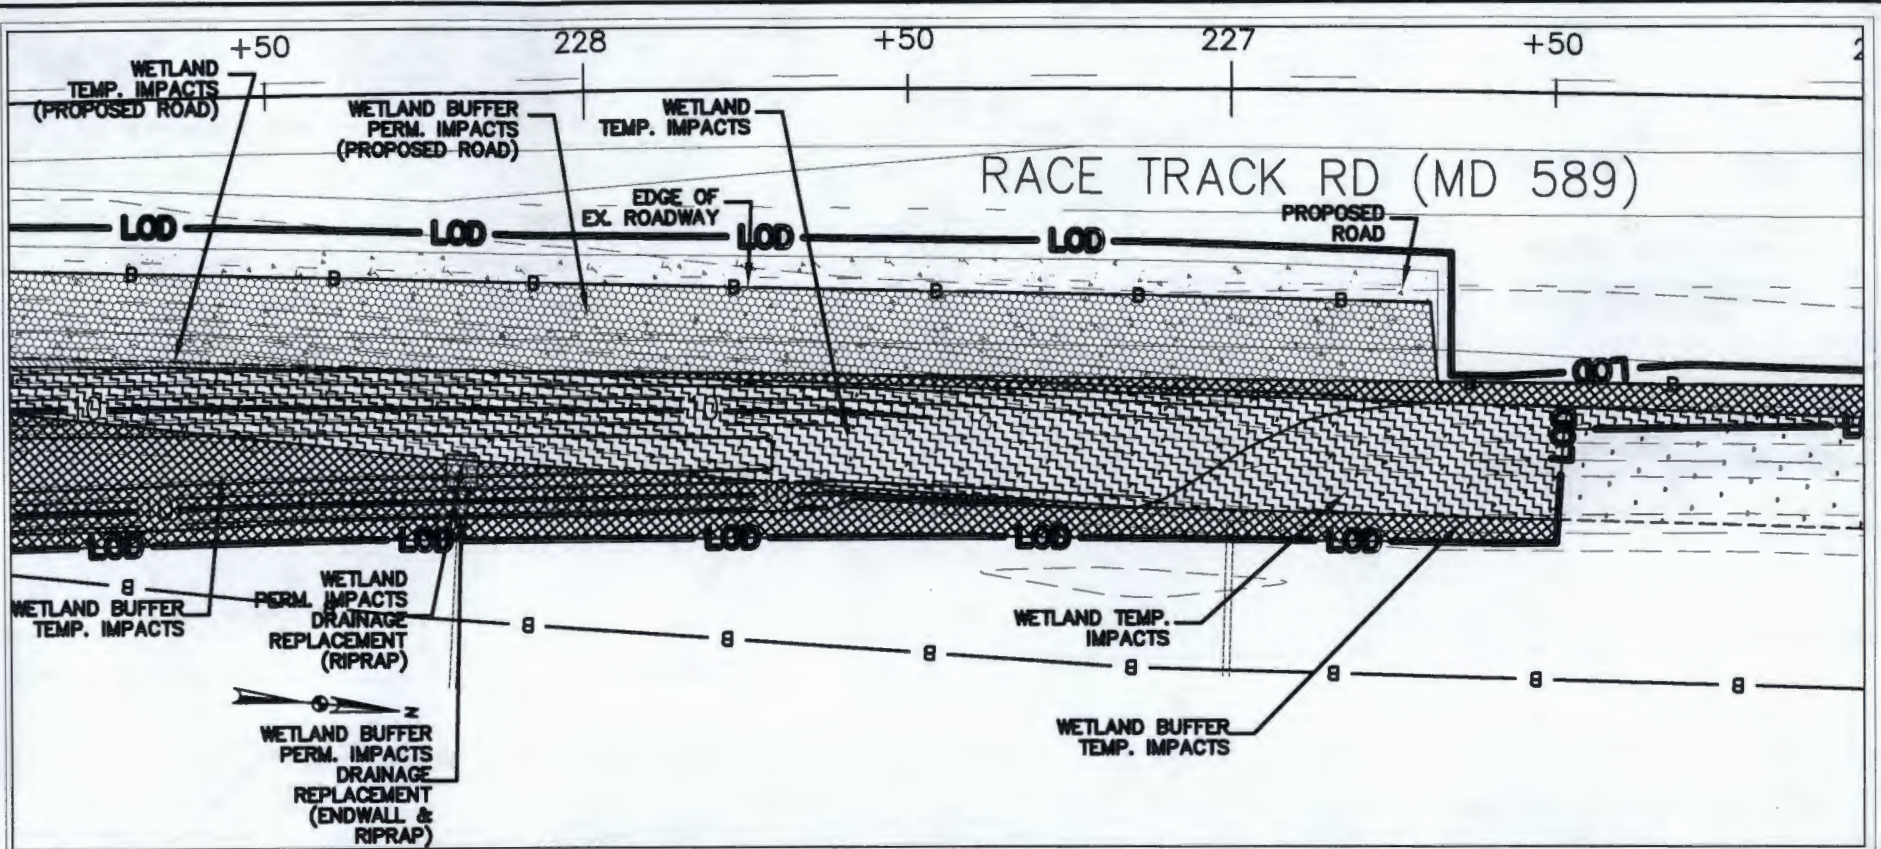 +50
228
+50
227
+50
2
WETLAND
TEMP. IMPACTS
(PROPOSED ROAD)
WETLAND BUFFER
PERM. IMPACTS
(PROPOSED ROAD)
WETLAND
TEMP. IMPACTS
RACE TRACK RD (MD 589)
EDGE OF
EX. ROADWAY
PROPOSED
ROAD
LOD
LOD
LOD
LOD
B
B
B
B
B
B
B
LOD
B
B
LOD
LOD
LOD
LOD
LOD
LOD
WETLAND BUFFER
TEMP. IMPACTS
WETLAND
PERM. IMPACTS
DRAINAGE
REPLACEMENT
(RIPRAP)
B
B
B
B
B
B
B
B
B
WETLAND TEMP.
IMPACTS
N
WETLAND BUFFER
PERM. IMPACTS
DRAINAGE
REPLACEMENT
(ENDWALL &
RIPRAP)
WETLAND BUFFER
TEMP. IMPACTS